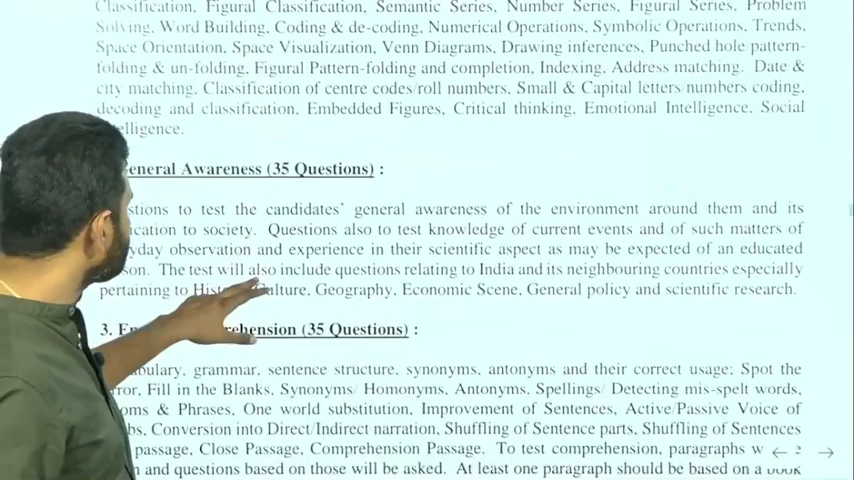 Classification, Figural Classification, Semantic Series, Number Series, Figural Series, Problem
Solving, Word Building, Coding & de-coding, Numerical Operations, Symbolic Operations, Trends,
Space Orientation, Space Visualization, Venn Diagrams, Drawing inferences, Punched hole pattern-
folding & un-folding, Figural Pattern-folding and completion, Indexing, Address matching. Date &
city matching, Classification of centre codes/roll numbers, Small & Capital letters/numbers coding,
decoding and classification, Embedded Figures, Critical thinking, Emotional Intelligence, Social
elligence.
eneral Awareness (35 Questions) :
stions to test the candidates' general awareness of the environment around them and its
ication to society. Questions also to test knowledge of current events and of such matters of
yday observation and experience in their scientific aspect as may be expected of an educated
son. The test will also include questions relating to India and its neighbouring countries especially
pertaining to Culture, Geography, Economic Scene, General policy and scientific research.
3. En rehension (35 Questions) :
bulary, grammar, sentence structure, synonyms, antonyms and their correct usage; Spot the
rror, Fill in the Blanks, Synonyms/ Homonyms, Antonyms, Spellings/ Detecting mis-spelt words,
oms & Phrases, One world substitution, Improvement of Sentences, Active/Passive Voice of
bs, Conversion into Direct/Indirect narration, Shuffling of Sentence parts, Shuffling of Sentences
passage, Close Passage, Comprehension Passage. To test comprehension, paragraphs w
n and questions based on those will be asked. At least one paragraph should be based on a book